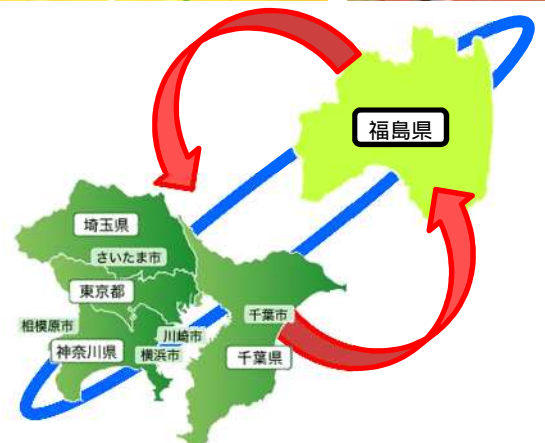 福島県
埼玉県
さいたま市
東京都
千葉市
相模原市
川崎市
神奈川県
横浜市
千葉県